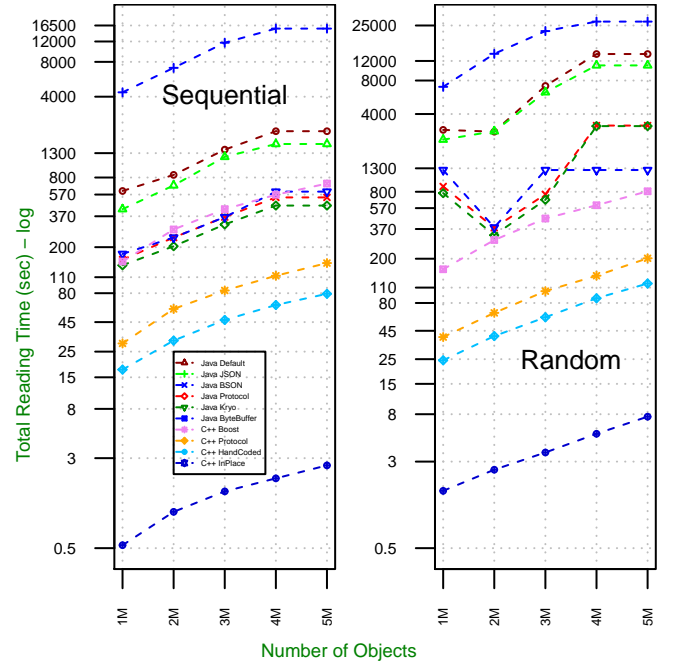 Total Reading Time (sec) – log
16500
12000
8000
4000
1300
800
570
370
200
110
80
45
25
15
8
3
0.5
Sequential
Java Default
Java JSON
Java BSON
Java Protocol
Java Kryo
Java ByteBuffer
C++ Boost
C++ Protocol
C++ HandCoded
C++ InPlace
1M
2M
3M
4M
5M
25000
12000
8000
4000
1300
800
570
370
200
110
80
45
25
15
8
3
0.5
Random
1M
2M
3M
4M
5M
Number of Objects